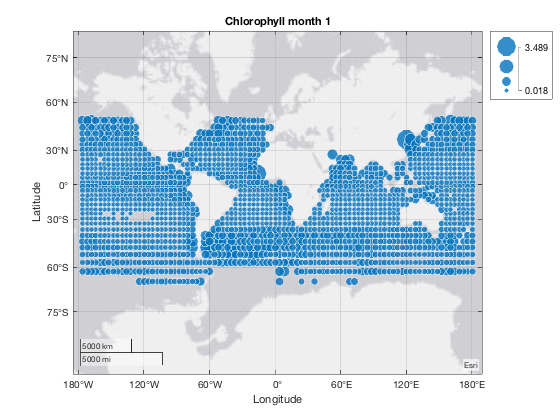 Chlorophyll month 1
3.489
0.018
75°N
60°N
30°N
0°
30°S
60°S
75°S
Latitude
5000 km
5000 mi
Esri
180°W
120°W
60°W
0°
60°E
120°E
180°E
Longitude